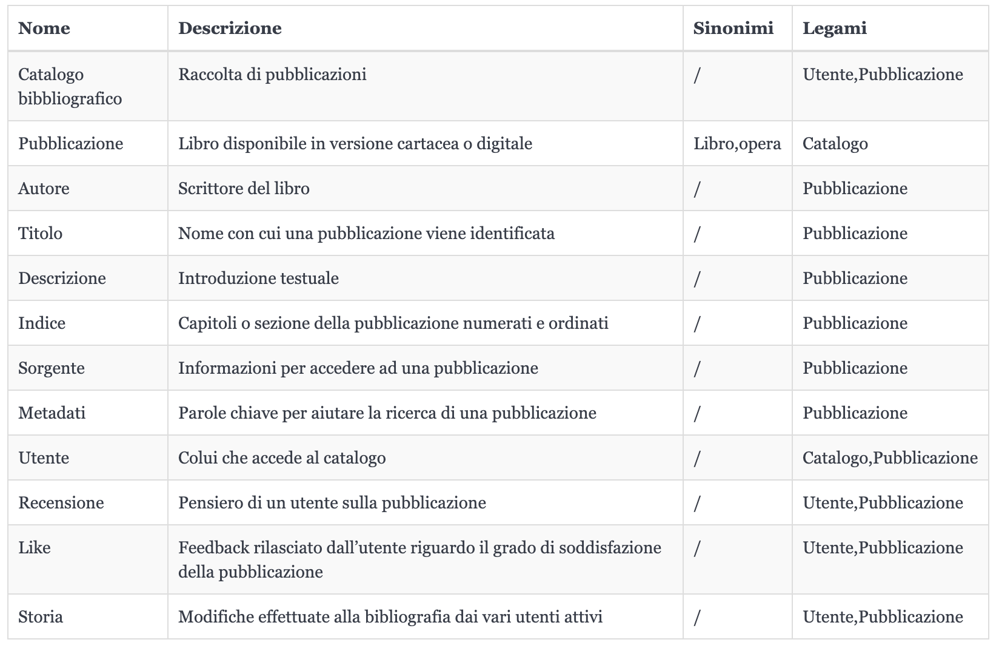 Nome Descrizione Sinonimi Legami
Catalogo bibbliografico Raccolta di pubblicazioni / Utente,Pubblicazione
Pubblicazione Libro disponibile in versione cartacea o digitale Libro,opera Catalogo
Autore Scrittore del libro / Pubblicazione
Titolo Nome con cui una pubblicazione viene identificata / Pubblicazione
Descrizione Introduzione testuale / Pubblicazione
Indice Capitoli o sezione della pubblicazione numerati e ordinati / Pubblicazione
Sorgente Informazioni per accedere ad una pubblicazione / Pubblicazione
Metadati Parole chiave per aiutare la ricerca di una pubblicazione / Pubblicazione
Utente Colui che accede al catalogo / Catalogo,Pubblicazione
Recensione Pensiero di un utente sulla pubblicazione / Utente,Pubblicazione
Like Feedback rilasciato dall’utente riguardo il grado di soddisfazione della pubblicazione / Utente,Pubblicazione
Storia Modifiche effettuate alla bibliografia dai vari utenti attivi / Utente,Pubblicazione